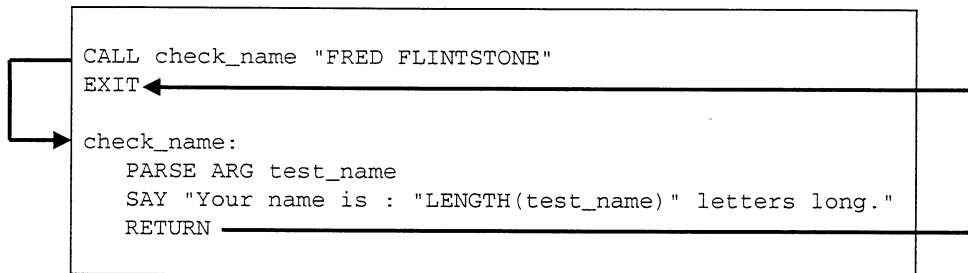 CALL check_name "FRED FLINTSTONE"
EXIT
check_name:
PARSE ARG test_name
SAY "Your name is : "LENGTH(test_name)" letters long."
RETURN